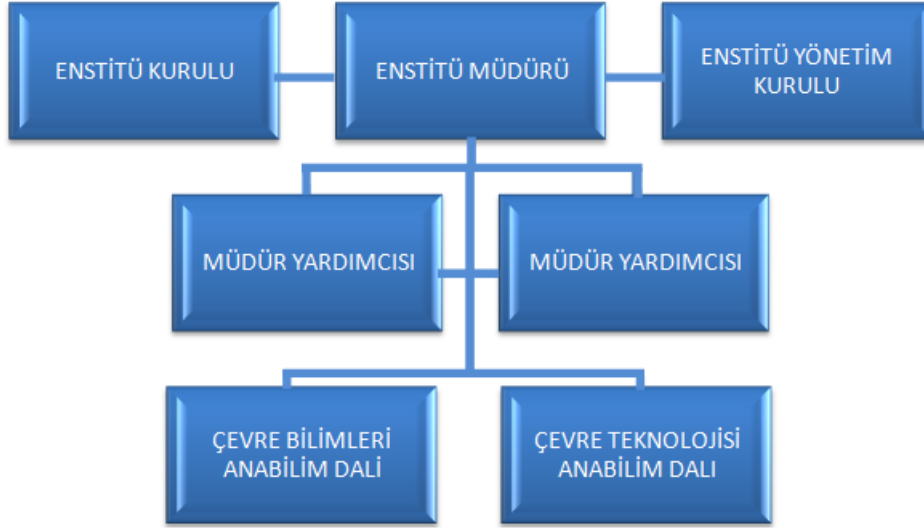 ENSTİTÜ KURULU
ENSTİTÜ MÜDÜRÜ
ENSTİTÜ YÖNETİM
KURULU
MÜDÜR YARDIMCISI
MÜDÜR YARDIMCISI
ÇEVRE BİLİMLERİ
ANABİLİM DALİ
ÇEVRE TEKNOLOJİSİ
ANABİLİM DALI